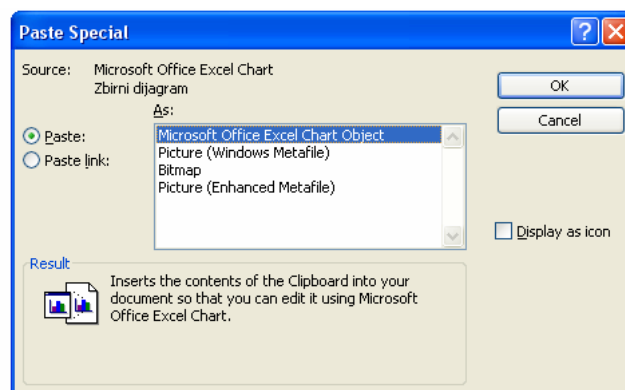 Paste Special
Source: Microsoft Office Excel Chart
Zbirni dijagram
As:
Paste:
Paste link:
Microsoft Office Excel Chart Object
Picture (Windows Metafile)
Bitmap
Picture (Enhanced Metafile)
OK
Cancel
Display as icon
Result
Inserts the contents of the Clipboard into your
document so that you can edit it using Microsoft
Office Excel Chart.